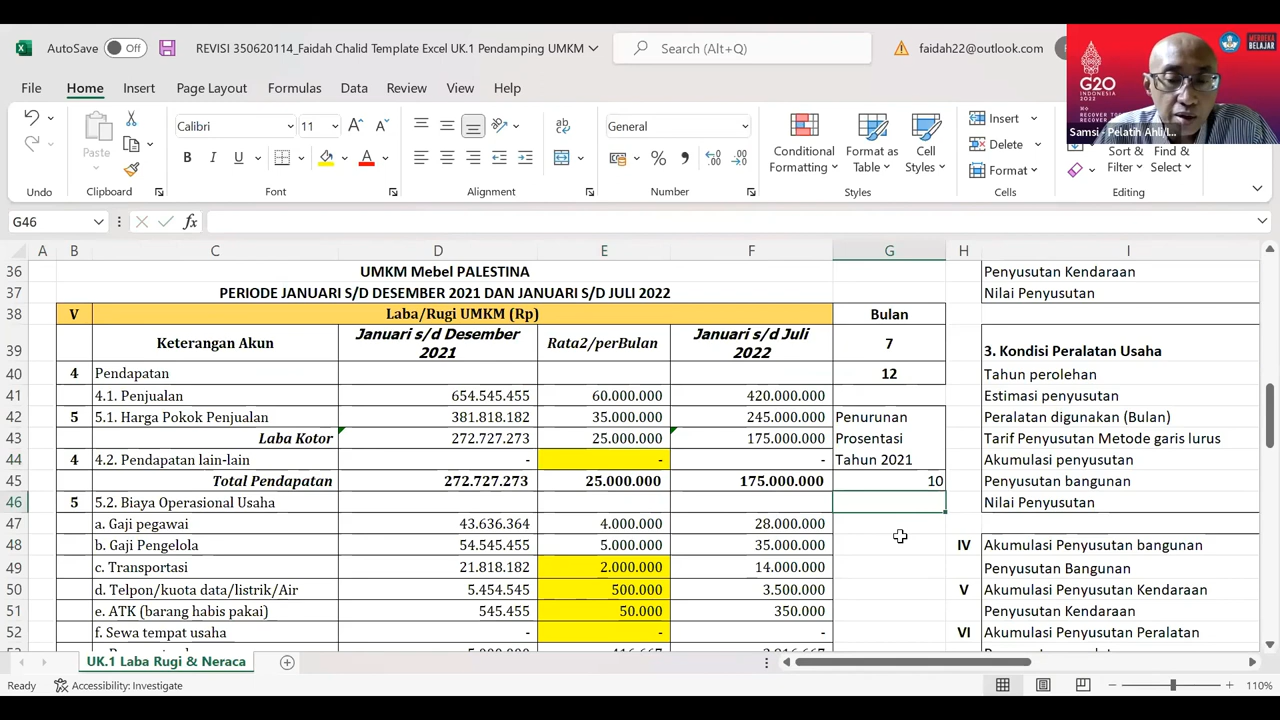 AutoSave Off REVISI 350620114_Faidah Chalid Template Excel UK.1 Pendamping UMKM Search (Alt+Q) faidah22@outlook.com
File Home Insert Page Layout Formulas Data Review View Help
G20
INDONESIA
2022
RECOVER TOGETHER
RECOVER STRONGER
MERDEKA
BELAJAR
Samsi - Pelatih Ahli/I...
Paste
Calibri 11
General
Conditional
Formatting
Format as
Table
Cell
Styles
Insert
Delete
Format
Sort &
Filter
Find &
Select
Undo Clipboard Font Alignment Number Styles Cells Editing
G46 fx
A B C D E F G H I
36 UMKM Mebel PALESTINA Penyusutan Kendaraan
37 PERIODE JANUARI S/D DESEMBER 2021 DAN JANUARI S/D JULI 2022 Nilai Penyusutan
38 V Laba/Rugi UMKM (Rp) Bulan
39 Keterangan Akun Januari s/d Desember 2021 Rata2/perBulan Januari s/d Juli 2022 7 3. Kondisi Peralatan Usaha
40 4 Pendapatan 12 Tahun perolehan
41 4.1. Penjualan 654.545.455 60.000.000 420.000.000 Estimasi penyusutan
42 5 5.1. Harga Pokok Penjualan 381.818.182 35.000.000 245.000.000 Penurunan Peralatan digunakan (Bulan)
43 Laba Kotor 272.727.273 25.000.000 175.000.000 Prosentasi Tarif Penyusutan Metode garis lurus
44 4 4.2. Pendapatan lain-lain - - - Tahun 2021 Akumulasi penyusutan
45 Total Pendapatan 272.727.273 25.000.000 175.000.000 10 Penyusutan bangunan
46 5 5.2. Biaya Operasional Usaha Nilai Penyusutan
47 a. Gaji pegawai 43.636.364 4.000.000 28.000.000
48 b. Gaji Pengelola 54.545.455 5.000.000 35.000.000 IV Akumulasi Penyusutan bangunan
49 c. Transportasi 21.818.182 2.000.000 14.000.000 Penyusutan Bangunan
50 d. Telpon/kuota data/listrik/Air 5.454.545 500.000 3.500.000 V Akumulasi Penyusutan Kendaraan
51 e. ATK (barang habis pakai) 545.455 50.000 350.000 Penyusutan Kendaraan
52 f. Sewa tempat usaha - - - VI Akumulasi Penyusutan Peralatan
UK.1 Laba Rugi & Neraca
Ready Accessibility: Investigate 110%